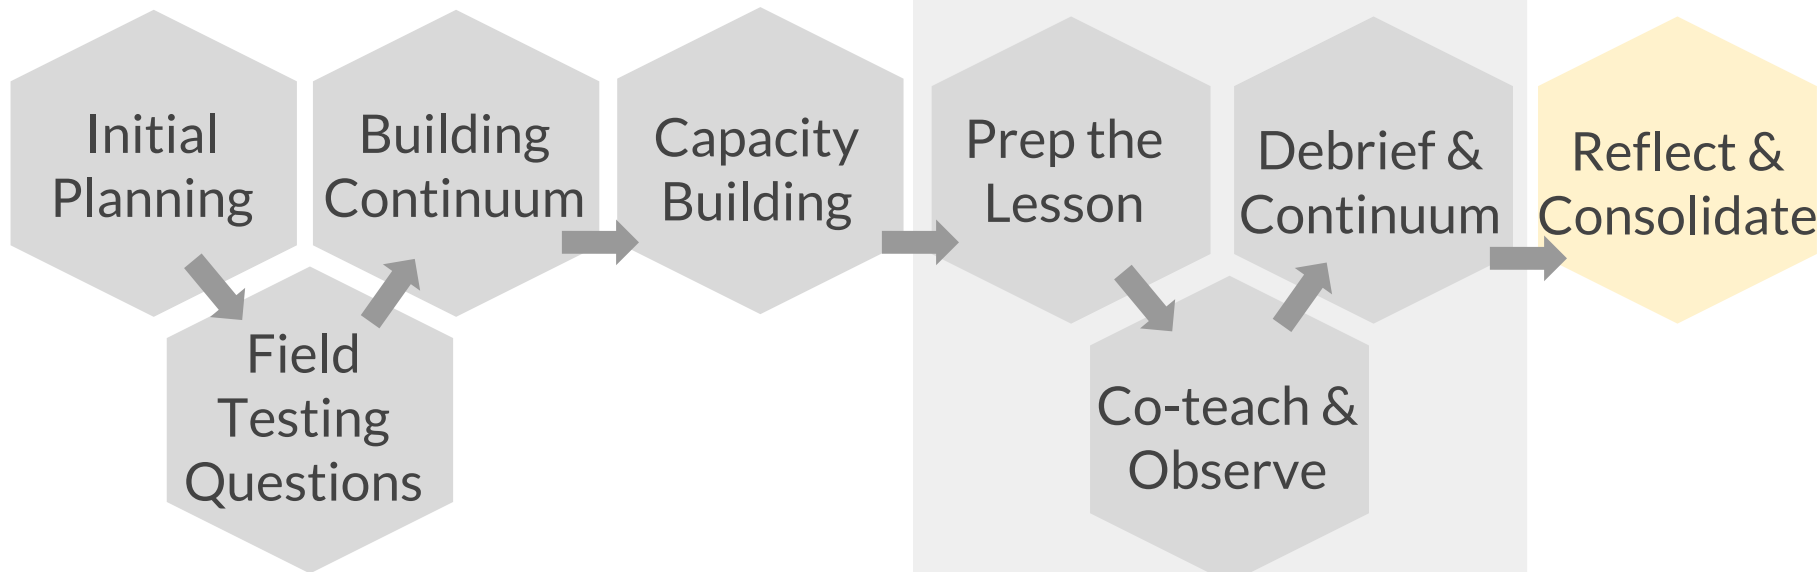 Initial
Planning
Field
Testing
Questions
Building
Continuum
Capacity
Building
Prep the
Lesson
Co-teach &
Observe
Debrief &
Continuum
Reflect &
Consolidate